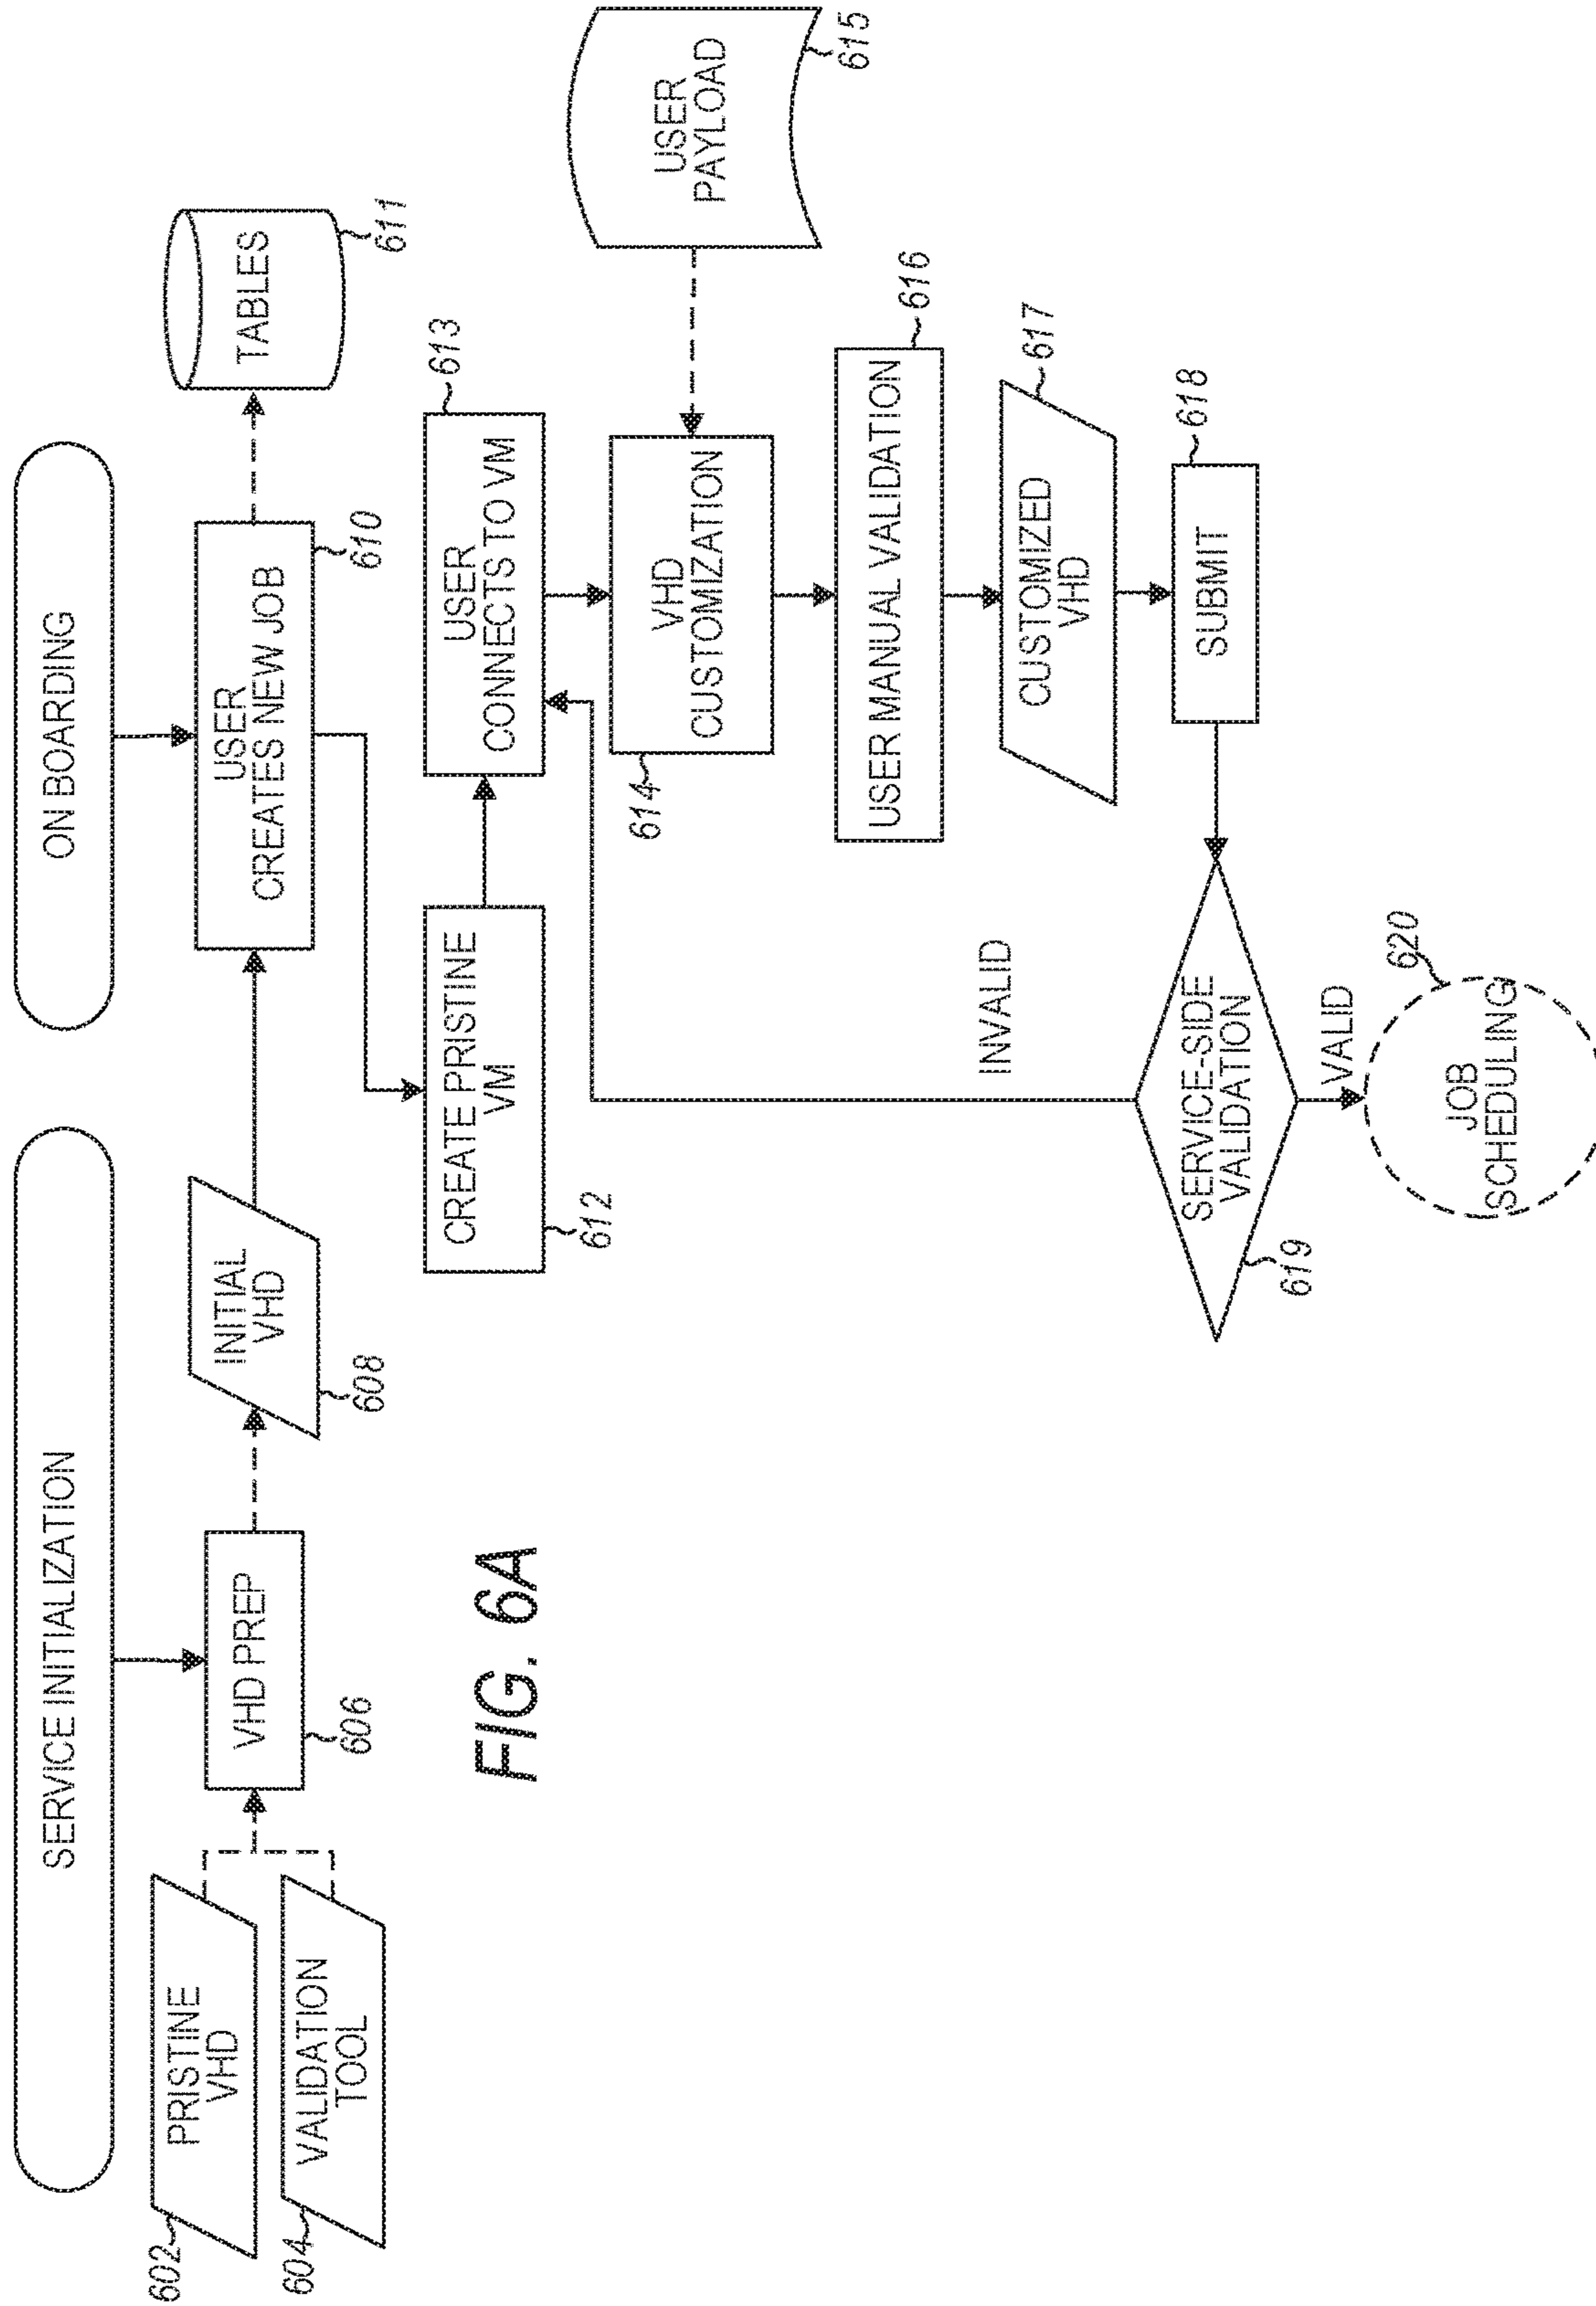 SERVICE INITIALIZATION
ON BOARDING
602
PRISTINE
VHD
604
VALIDATION
TOOL
VHD PREP
606
INITIAL
VHD
608
USER
CREATES NEW JOB
610
TABLES
611
CREATE PRISTINE
VM
612
USER
CONNECTS TO VM
613
VHD
CUSTOMIZATION
614
USER
PAYLOAD
615
USER MANUAL VALIDATION
616
CUSTOMIZED
VHD
617
SUBMIT
618
SERVICE-SIDE
VALIDATION
619
INVALID
VALID
JOB
SCHEDULING
620
FIG. 6A